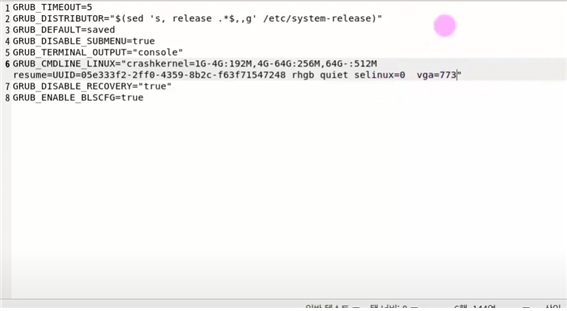 1 GRUB_TIMEOUT=5
2 GRUB_DISTRIBUTOR="$(sed 's, release .*$,,g' /etc/system-release)"
3 GRUB_DEFAULT=saved
4 GRUB_DISABLE_SUBMENU=true
5 GRUB_TERMINAL_OUTPUT="console"
6 GRUB_CMDLINE_LINUX="crashkernel=1G-4G:192M,4G-64G:256M,64G-:512M
resume=UUID=05e333f2-2ff0-4359-8b2c-f63f71547248 rhgb quiet selinux=0  vga=773"
7 GRUB_DISABLE_RECOVERY="true"
8 GRUB_ENABLE_BLSCFG=true